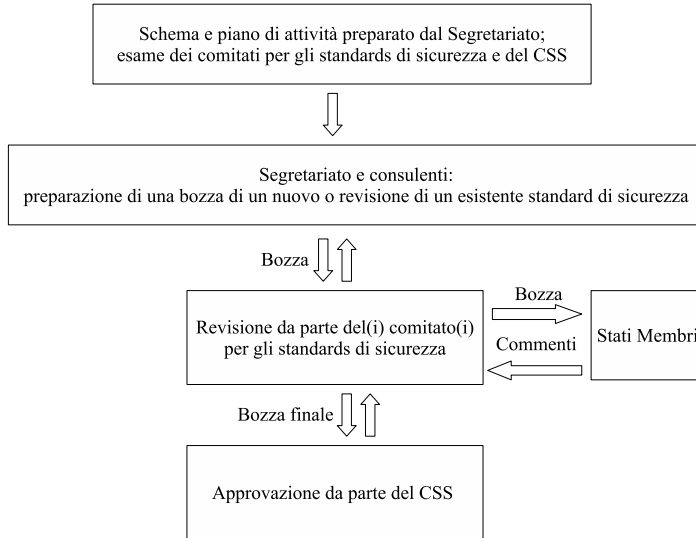 Schema e piano di attività preparato dal Segretariato;
esame dei comitati per gli standards di sicurezza e del CSS
Segretariato e consulenti:
preparazione di una bozza di un nuovo o revisione di un esistente standard di sicurezza
Bozza
Bozza
Revisione da parte del(i) comitato(i)
per gli standards di sicurezza
Commenti
Stati Membri
Bozza finale
Approvazione da parte del CSS